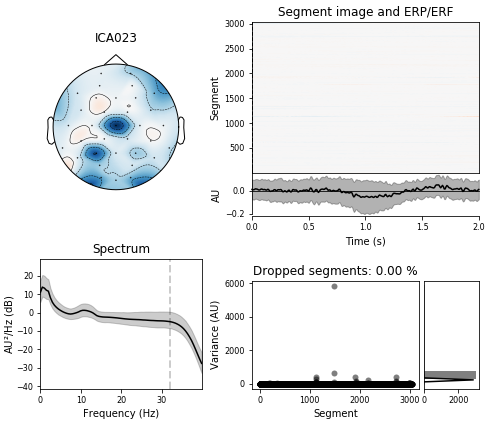 ICA023
Segment image and ERP/ERF
3000
2500
2000
1500
1000
500
Segment
0.0
−0.2
AU
0.0 0.5 1.0 1.5 2.0
Time (s)
Spectrum
20
10
0
−10
−20
−30
−40
AU²/Hz (dB)
0 10 20 30
Frequency (Hz)
Dropped segments: 0.00 %
6000
4000
2000
0
Variance (AU)
0 1000 2000 3000
Segment
0 2000